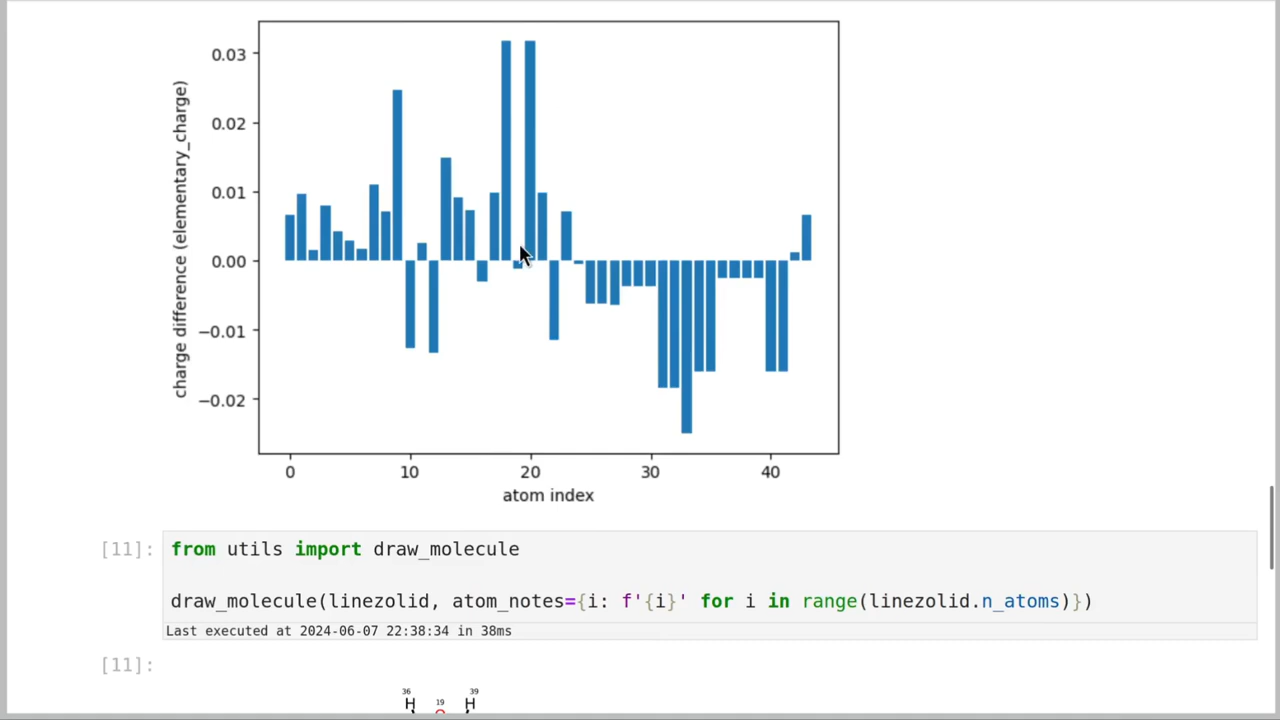 0.03
0.02
0.01
0.00
−0.01
−0.02
charge difference (elementary_charge)
0 10 20 30 40
atom index
[11]: from utils import draw_molecule
draw_molecule(linezolid, atom_notes={i: f'{i}' for i in range(linezolid.n_atoms)})
Last executed at 2024-06-07 22:38:34 in 38ms
[11]:
36 19 39
H H